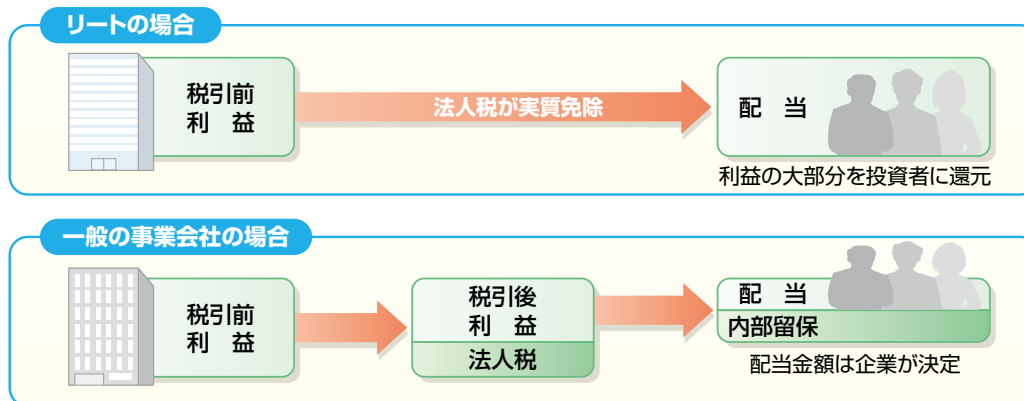 リートの場合
税引前
利　益
法人税が実質免除
配　当
利益の大部分を投資者に還元
一般の事業会社の場合
税引前
利　益
税引後
利　益
法人税
配　当
内部留保
配当金額は企業が決定